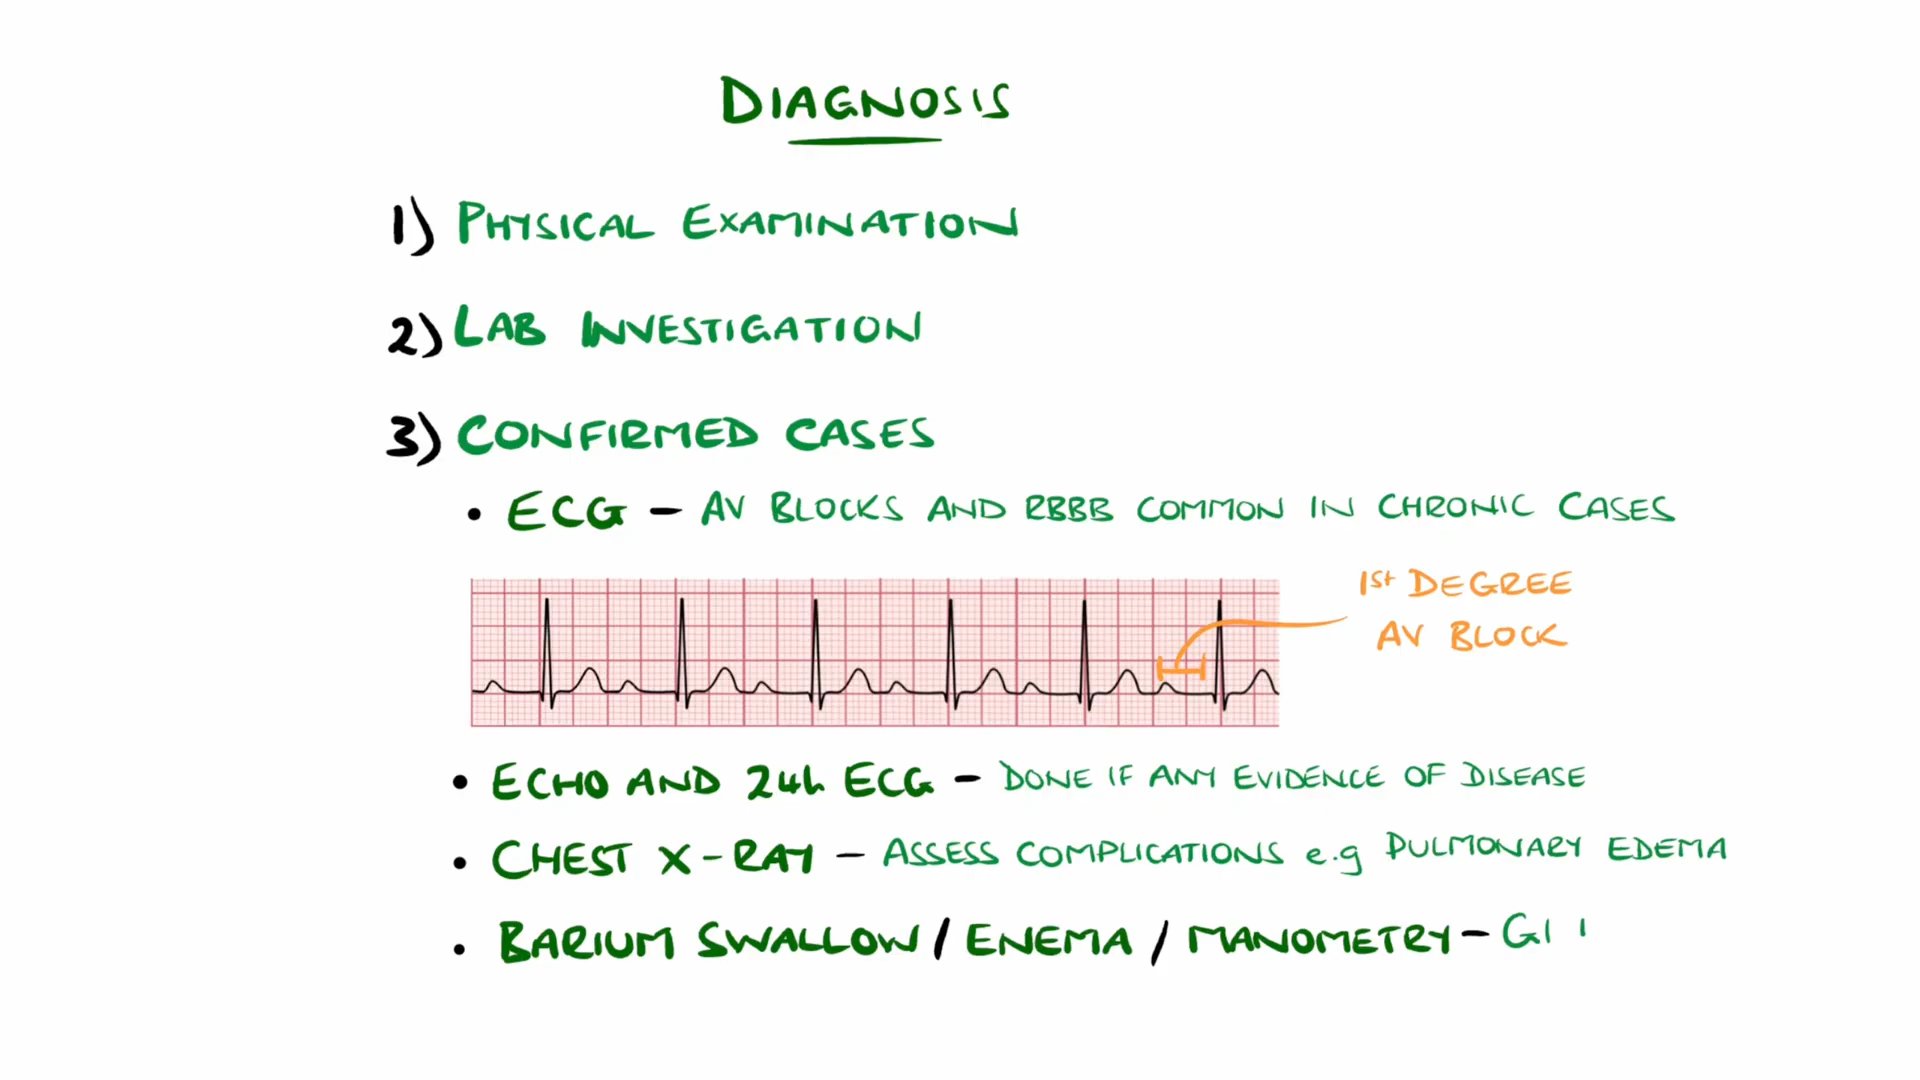 DIAGNOSIS
1) PHYSICAL EXAMINATION
2) LAB INVESTIGATION
3) CONFIRMED CASES
• ECG – AV BLOCKS AND RBBB COMMON IN CHRONIC CASES
1st DEGREE
AV BLOCK
• ECHO AND 24h ECG – DONE IF ANY EVIDENCE OF DISEASE
• CHEST X-RAY – ASSESS COMPLICATIONS e.g PULMONARY EDEMA
• BARIUM SWALLOW / ENEMA / MANOMETRY – GI